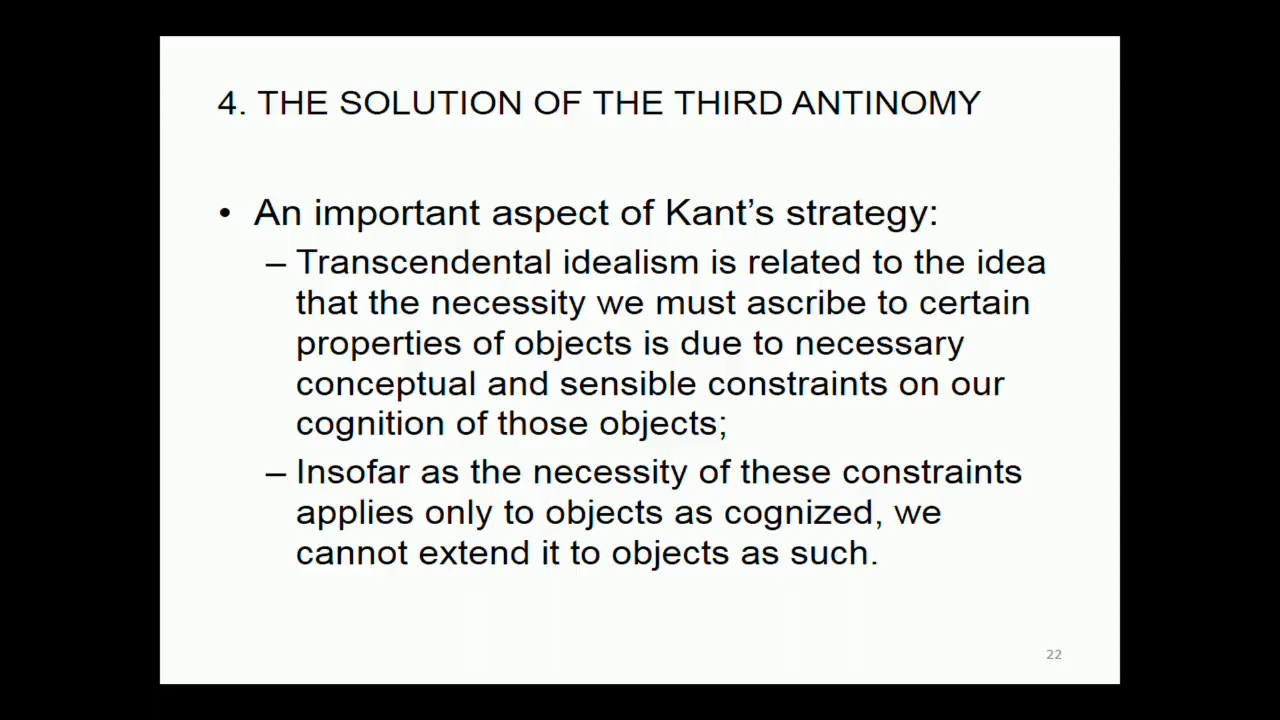 4. THE SOLUTION OF THE THIRD ANTINOMY
• An important aspect of Kant’s strategy:
– Transcendental idealism is related to the idea
that the necessity we must ascribe to certain
properties of objects is due to necessary
conceptual and sensible constraints on our
cognition of those objects;
– Insofar as the necessity of these constraints
applies only to objects as cognized, we
cannot extend it to objects as such.
22